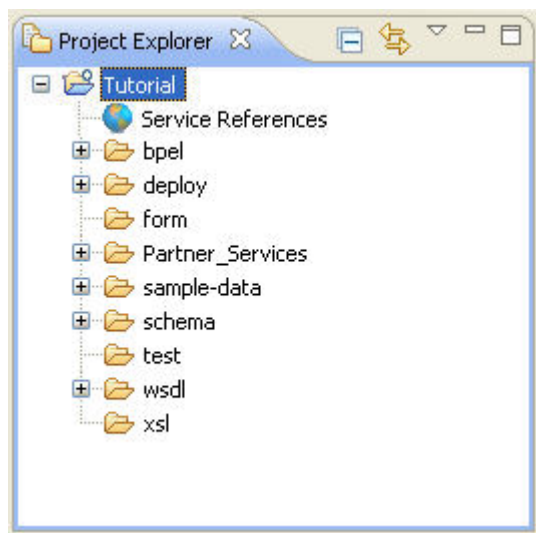 Project Explorer
Tutorial
Service References
bpel
deploy
form
Partner_Services
sample-data
schema
test
wsdl
xsl